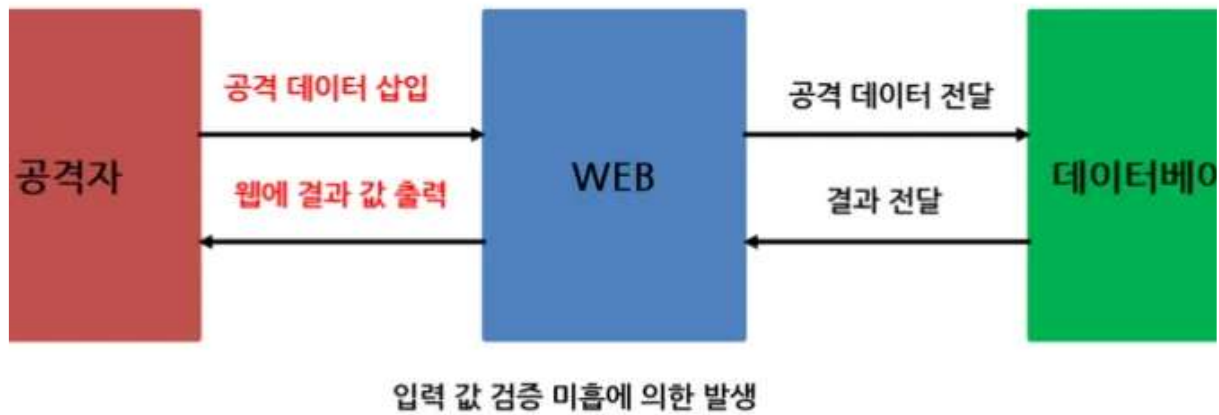 공격 데이터 삽입
공격 데이터 전달
공격자
WEB
데이터베이
웹에 결과 값 출력
결과 전달
입력 값 검증 미흡에 의한 발생